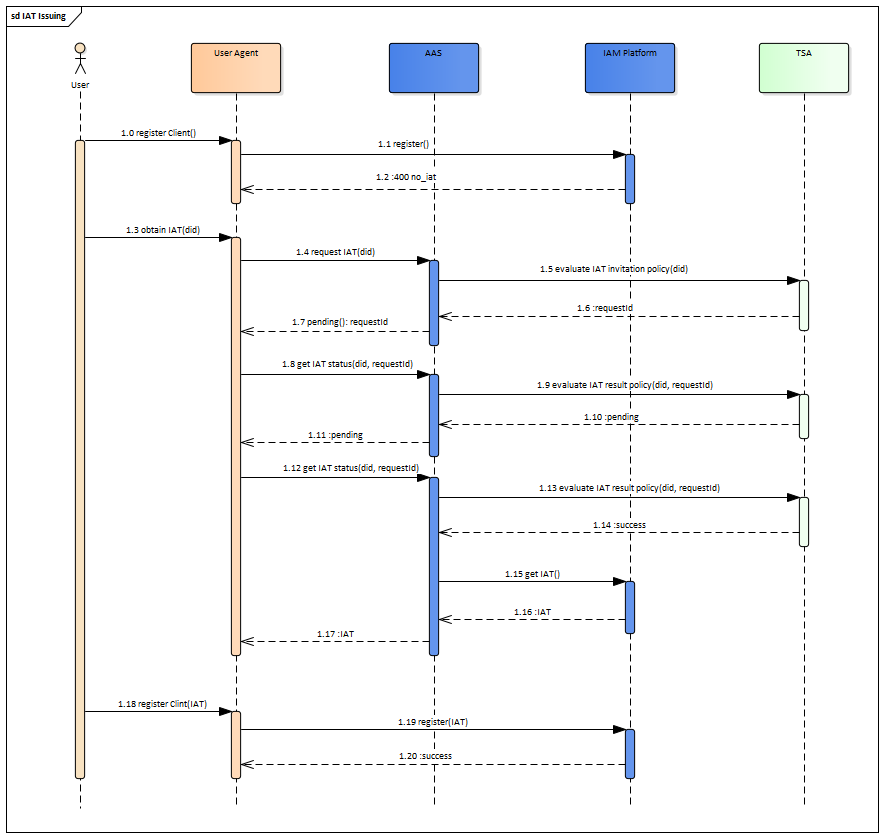 sd IAT Issuing
User
User Agent
AAS
IAM Platform
TSA
1.0 register Client()
1.1 register()
1.2 :400 no_iat
1.3 obtain IAT(did)
1.4 request IAT(did)
1.5 evaluate IAT invitation policy(did)
1.6 :requestId
1.7 pending(): requestId
1.8 get IAT status(did, requestId)
1.9 evaluate IAT result policy(did, requestId)
1.10 :pending
1.11 :pending
1.12 get IAT status(did, requestId)
1.13 evaluate IAT result policy(did, requestId)
1.14 :success
1.15 get IAT()
1.16 :IAT
1.17 :IAT
1.18 register Clint(IAT)
1.19 register(IAT)
1.20 :success